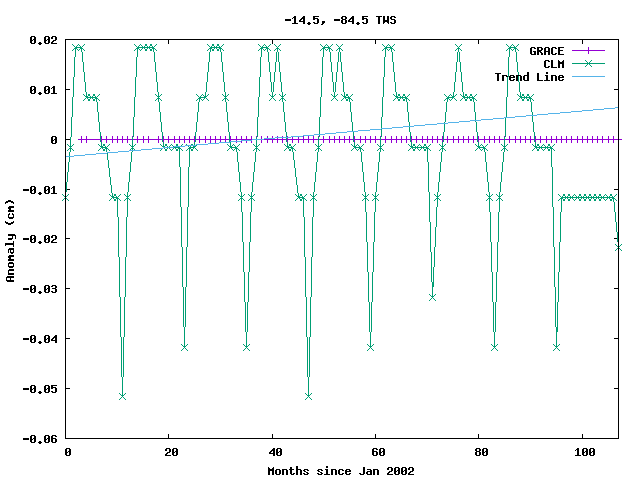 -14.5, -84.5 TWS
GRACE
CLM
Trend Line
0.02
0.01
0
-0.01
-0.02
-0.03
-0.04
-0.05
-0.06
Anomaly (cm)
0 20 40 60 80 100
Months since Jan 2002